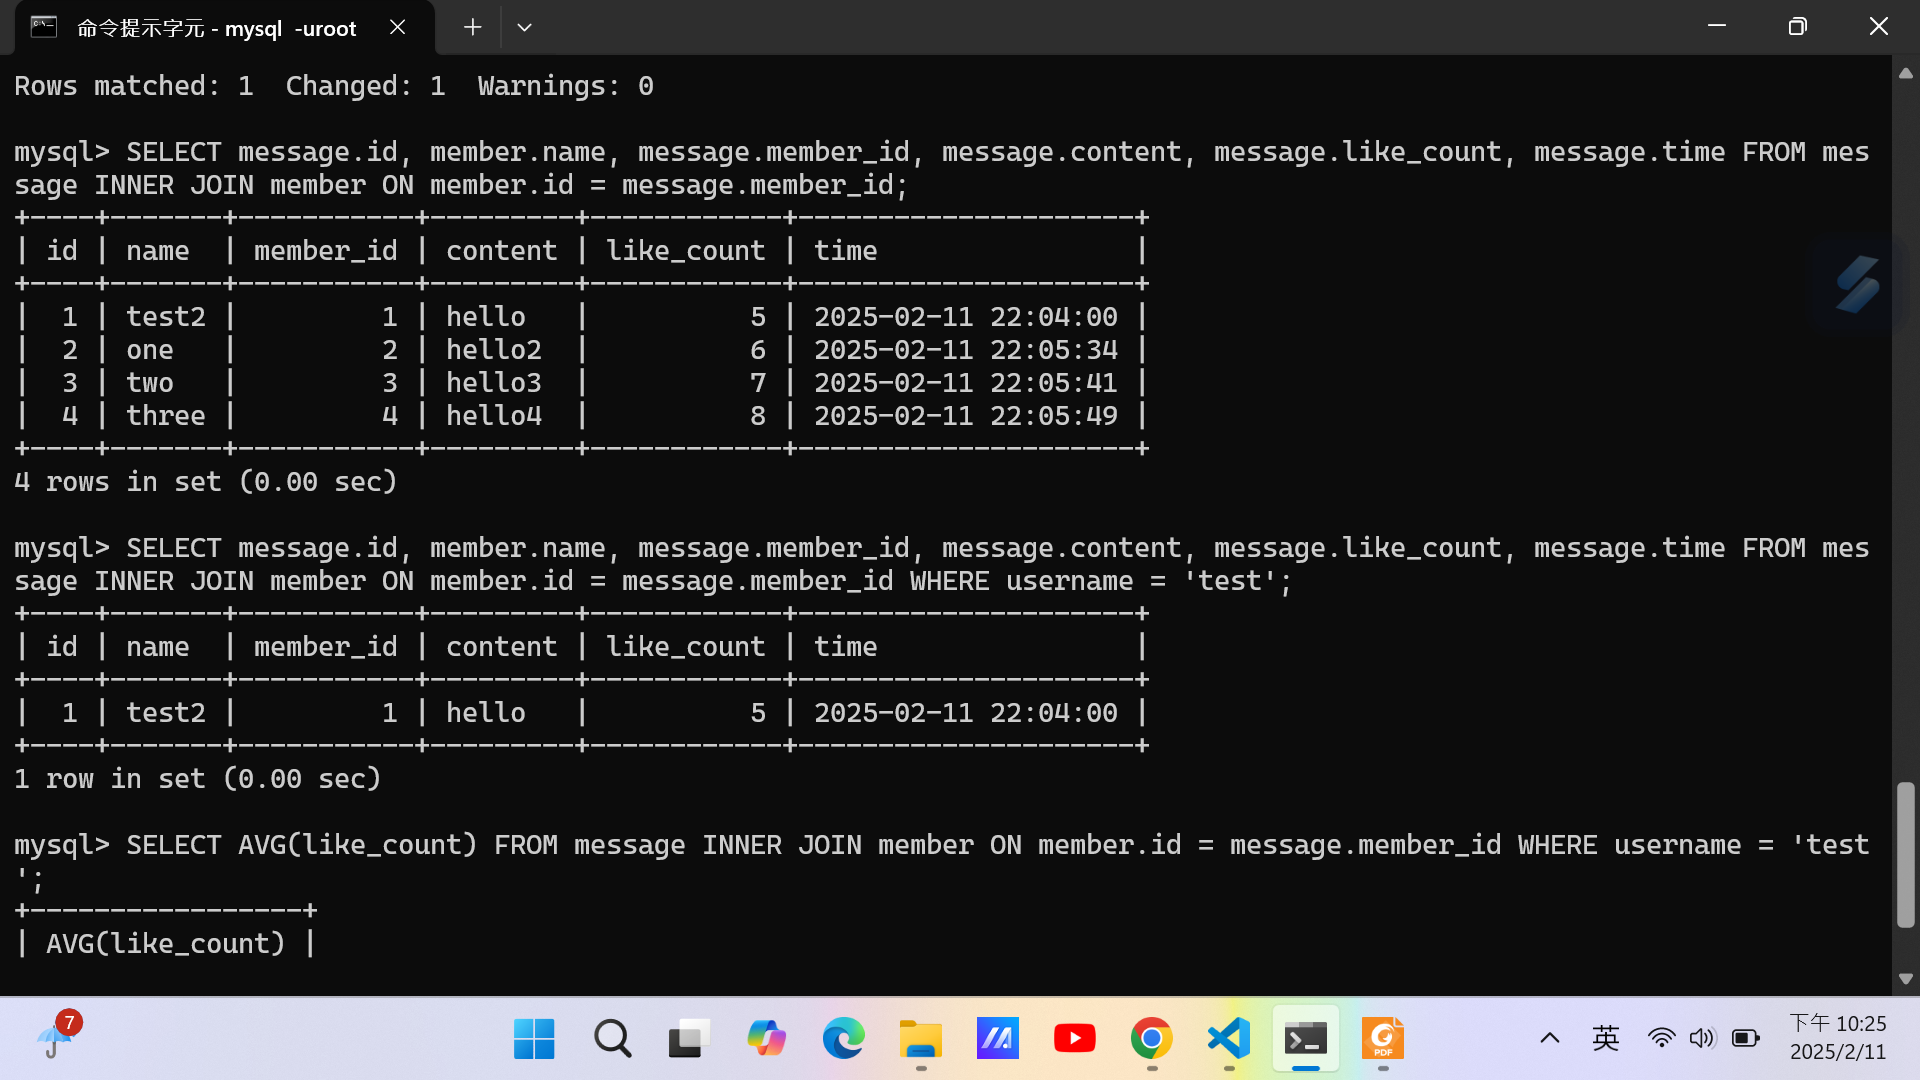 命令提示字元 - mysql  -uroot
Rows matched: 1  Changed: 1  Warnings: 0
mysql> SELECT message.id, member.name, message.member_id, message.content, message.like_count, message.time FROM mes
sage INNER JOIN member ON member.id = message.member_id;
+----+-------+-----------+---------+------------+---------------------+
| id | name  | member_id | content | like_count | time                |
+----+-------+-----------+---------+------------+---------------------+
|  1 | test2 |         1 | hello   |          5 | 2025-02-11 22:04:00 |
|  2 | one   |         2 | hello2  |          6 | 2025-02-11 22:05:34 |
|  3 | two   |         3 | hello3  |          7 | 2025-02-11 22:05:41 |
|  4 | three |         4 | hello4  |          8 | 2025-02-11 22:05:49 |
+----+-------+-----------+---------+------------+---------------------+
4 rows in set (0.00 sec)
mysql> SELECT message.id, member.name, message.member_id, message.content, message.like_count, message.time FROM mes
sage INNER JOIN member ON member.id = message.member_id WHERE username = 'test';
+----+-------+-----------+---------+------------+---------------------+
| id | name  | member_id | content | like_count | time                |
+----+-------+-----------+---------+------------+---------------------+
|  1 | test2 |         1 | hello   |          5 | 2025-02-11 22:04:00 |
+----+-------+-----------+---------+------------+---------------------+
1 row in set (0.00 sec)
mysql> SELECT AVG(like_count) FROM message INNER JOIN member ON member.id = message.member_id WHERE username = 'test
';
+-----------------+
| AVG(like_count) |
7
PDF
英
下午 10:25
2025/2/11